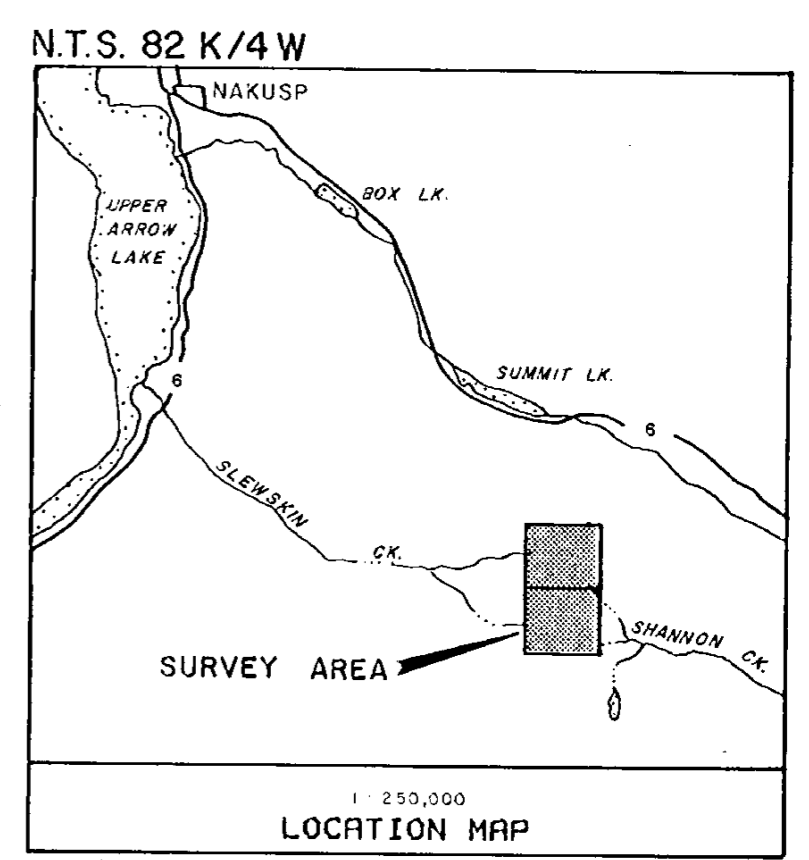 N.T.S. 82 K/4 W
NAKUSP
BOX LK.
UPPER
ARROW
LAKE
SUMMIT LK.
6
6
SLEWSKIN
CK.
SHANNON CK.
SURVEY AREA
1 : 250,000
LOCATION MAP